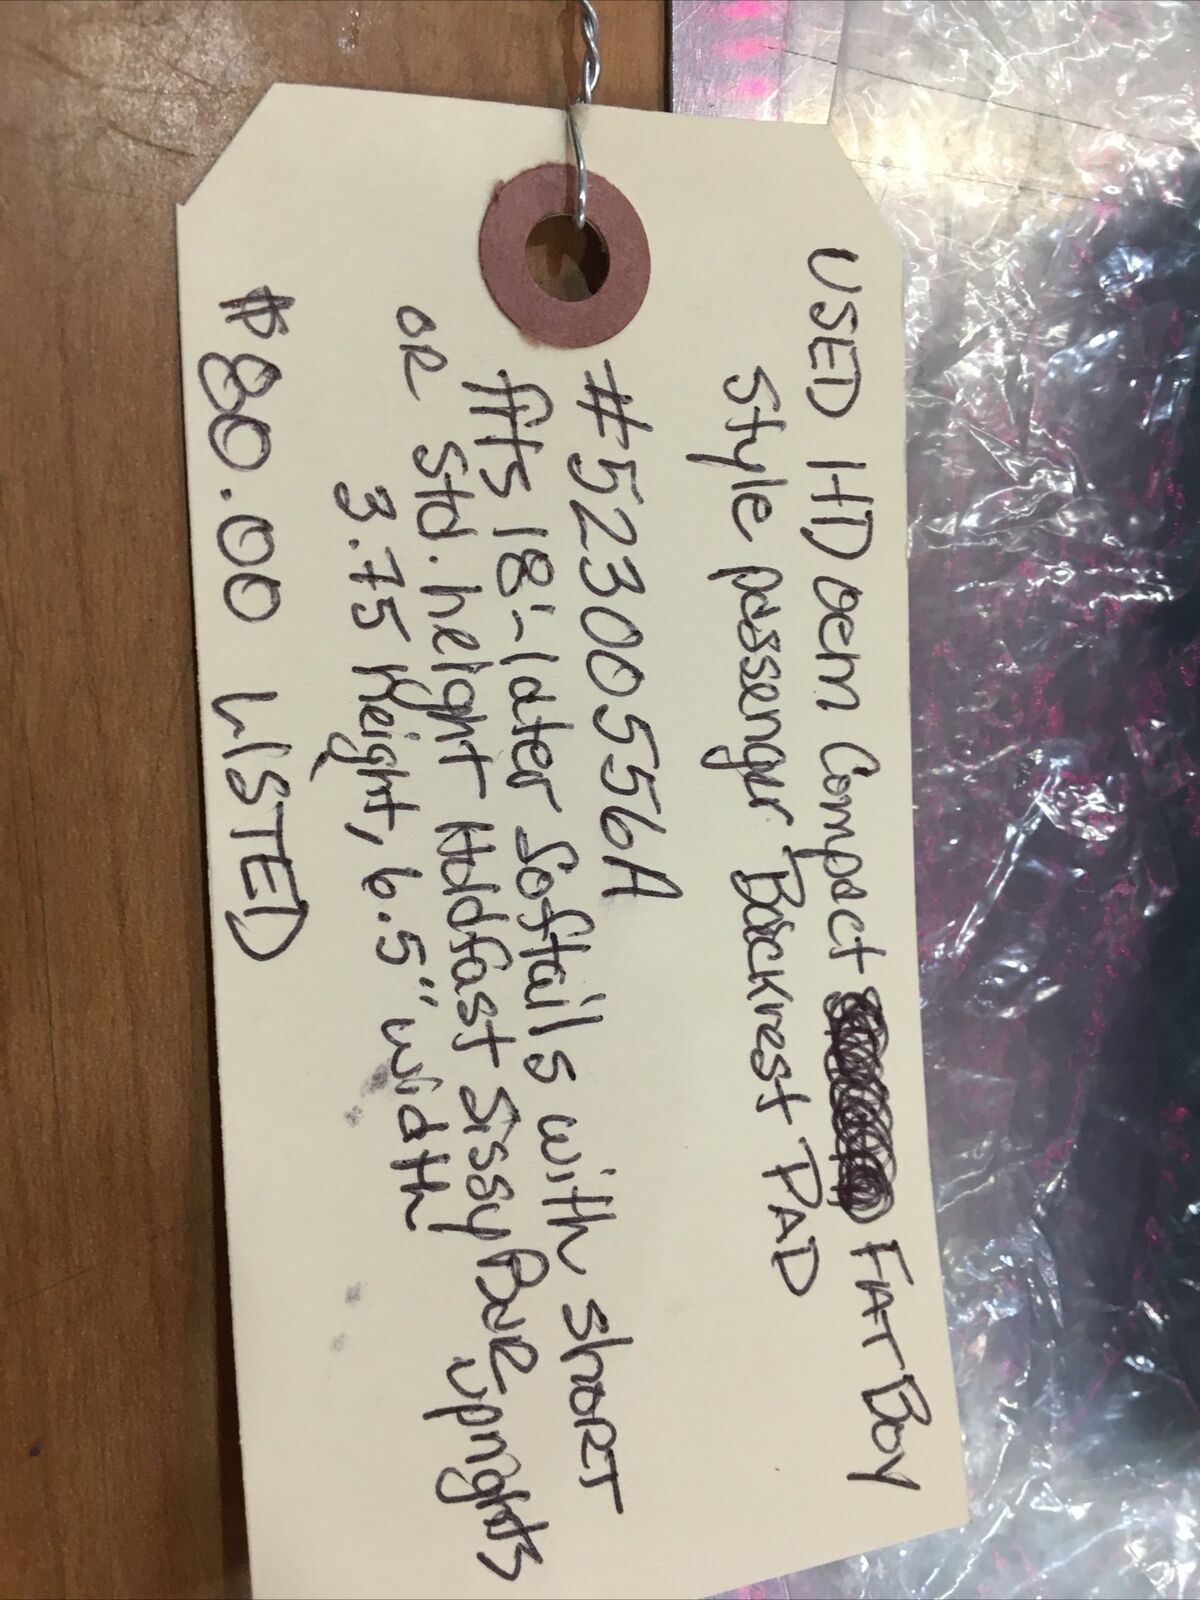 USED HD oem Compact FAT BOY
style passenger Backrest PAD
#52300556A
fits 18'-later Softails with short
OR Std. height Holdfast Sissy Bar uprights
3.75 Height, 6.5" width
$80.00 LISTED